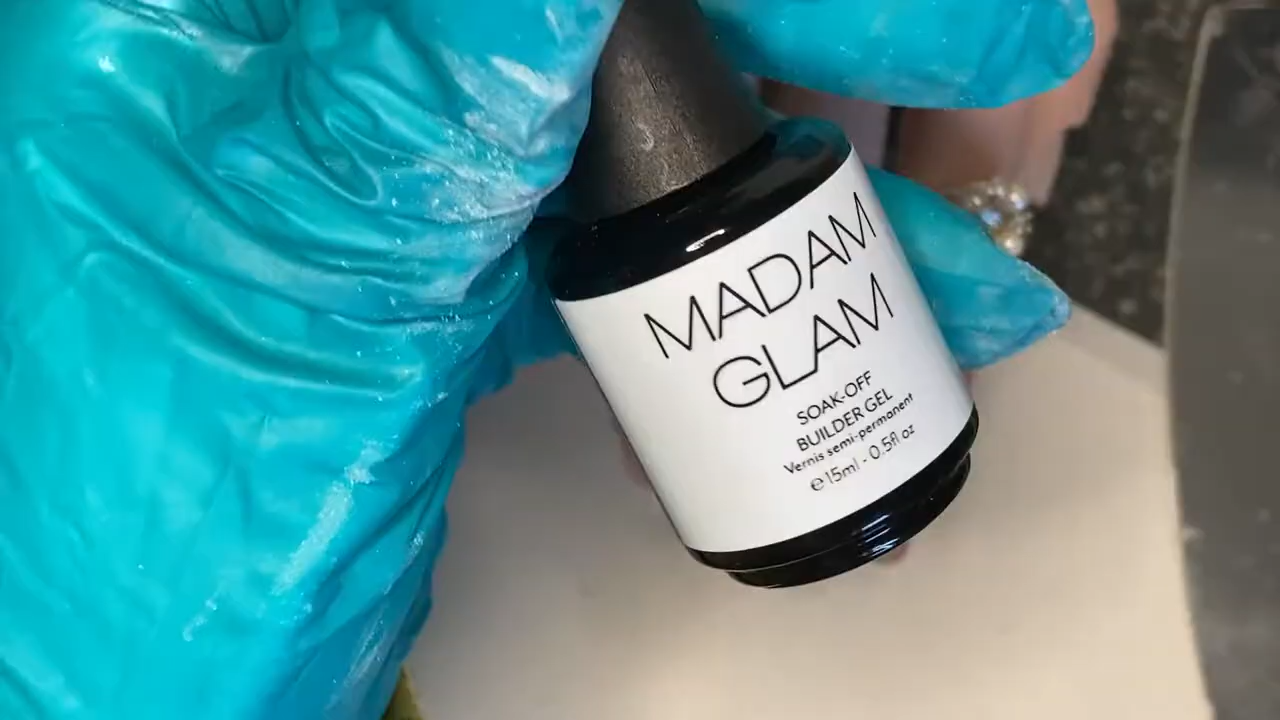 MADAM
GLAM
SOAK-OFF
BUILDER GEL
Vernis semi-permanent
℮ 15ml - 0.5fl oz